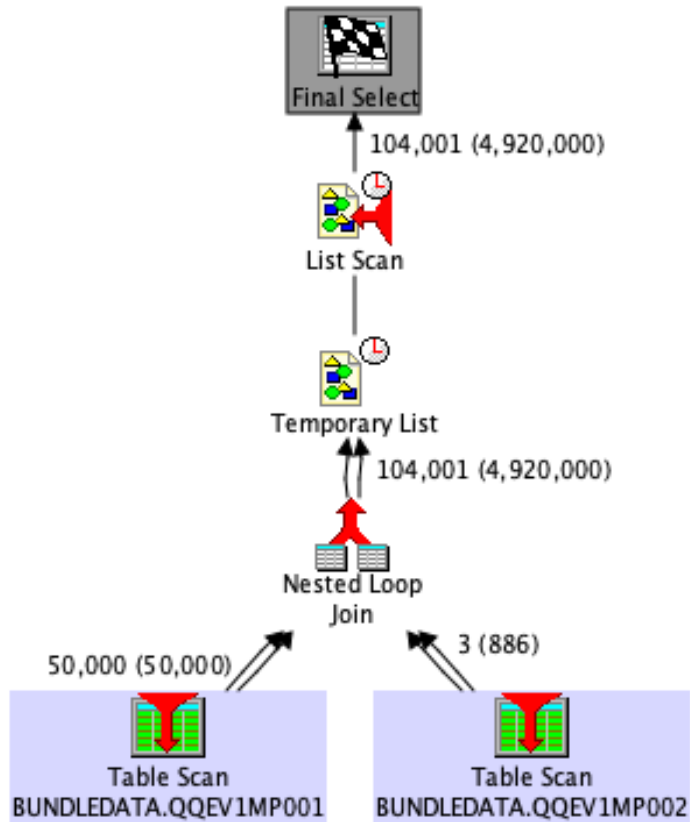 Final Select
104,001 (4,920,000)
List Scan
Temporary List
104,001 (4,920,000)
Nested Loop
Join
50,000 (50,000)
3 (886)
Table Scan
BUNDLEDATA.QQEV1MP001
Table Scan
BUNDLEDATA.QQEV1MP002